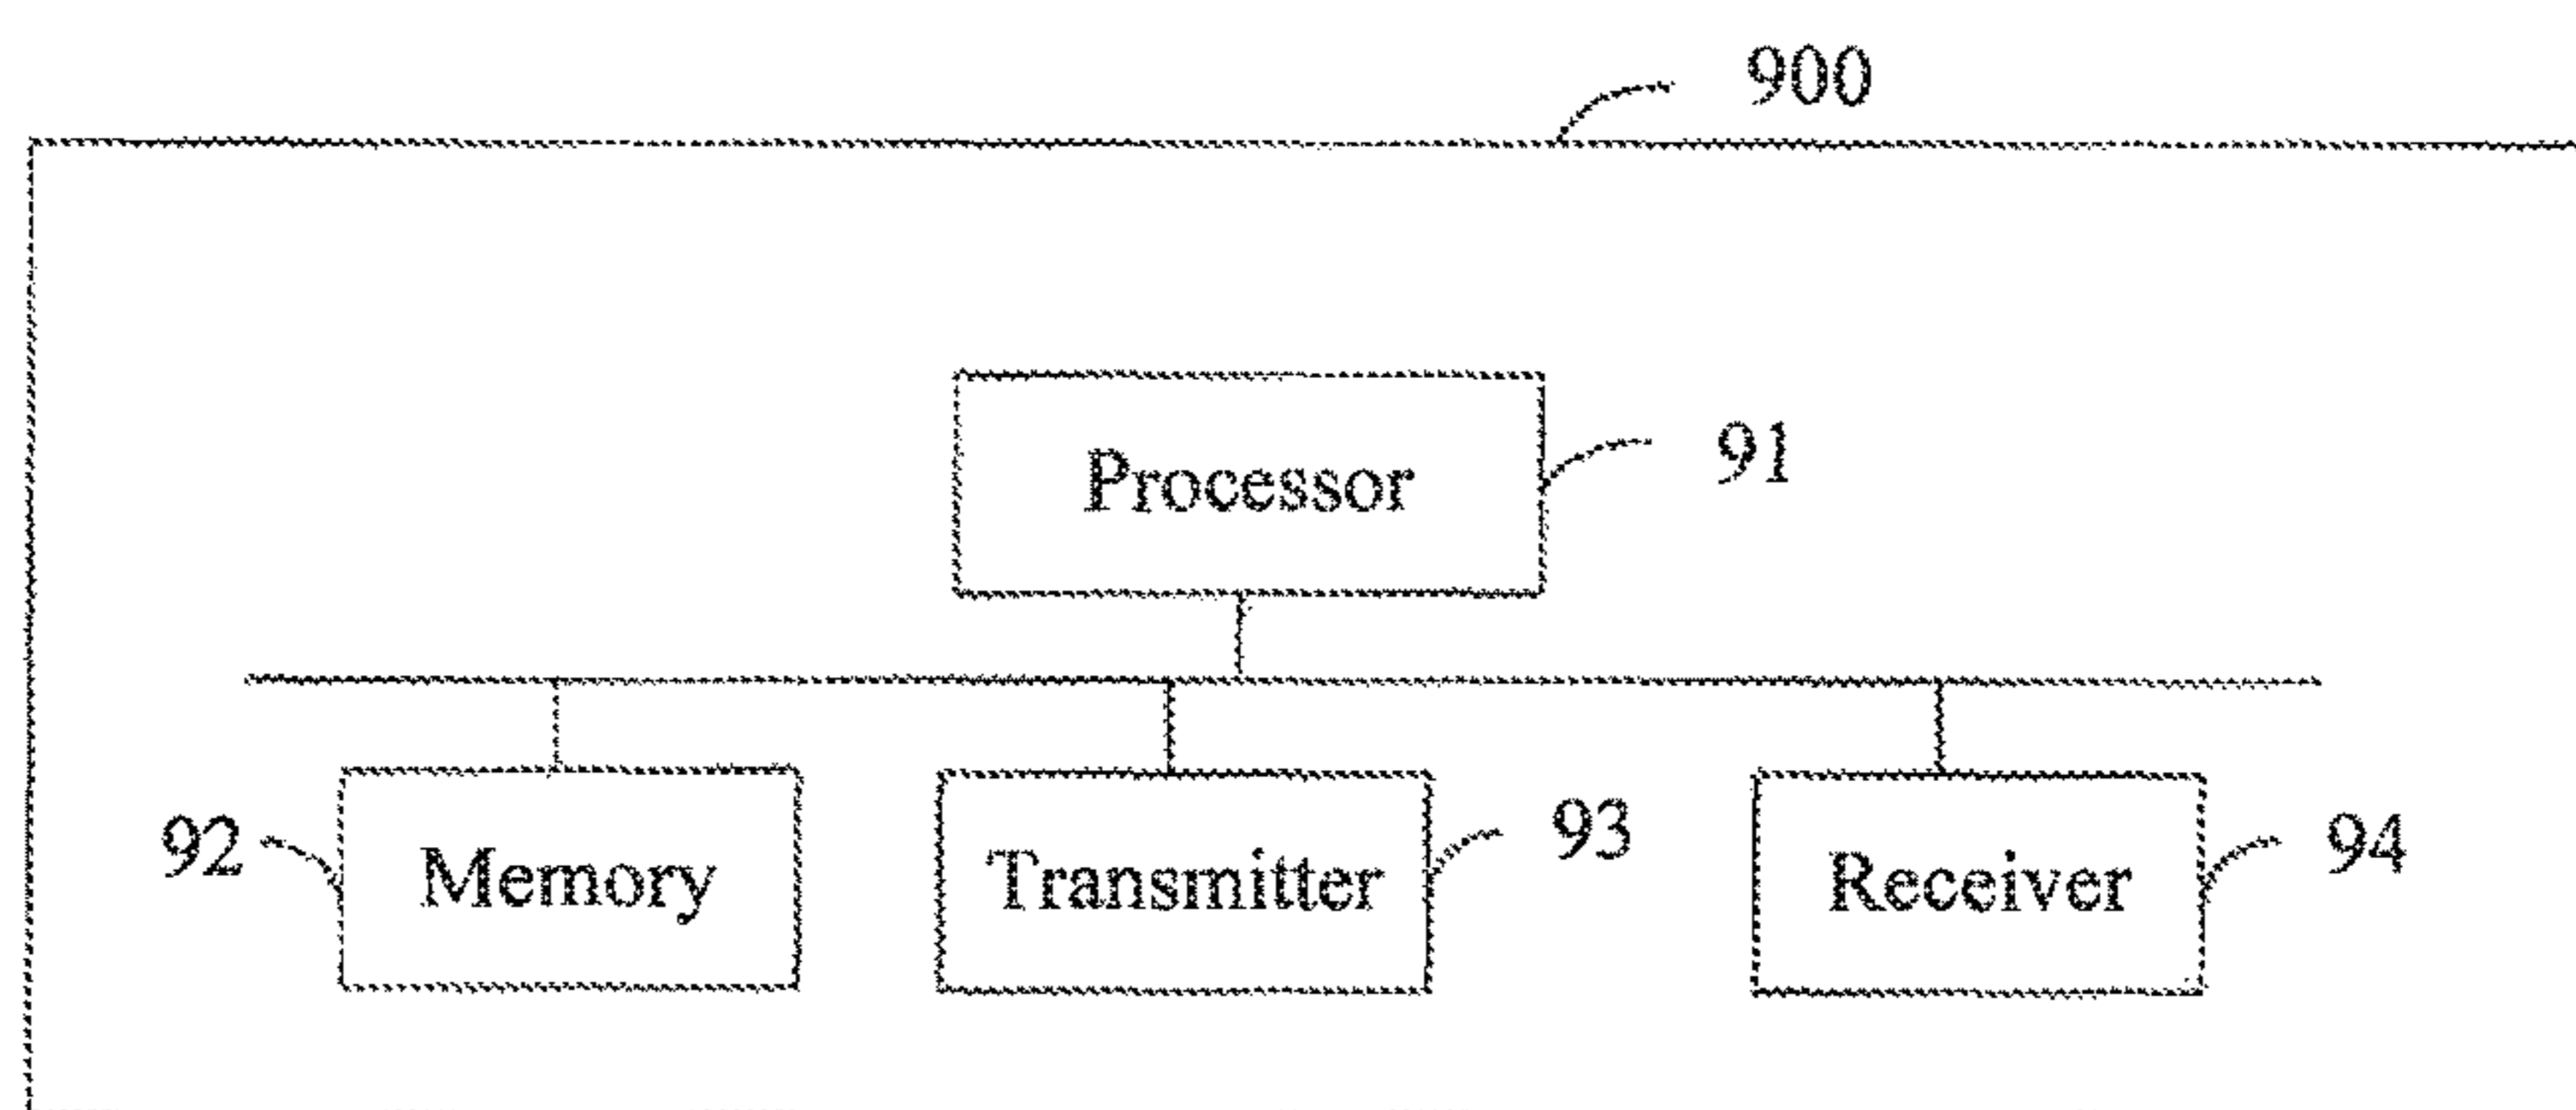 900
Processor
91
92
Memory
Transmitter
93
Receiver
94